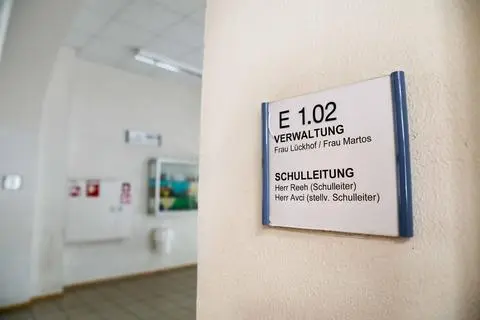 E 1.02
VERWALTUNG
Frau Lückhof / Frau Martos
SCHULLEITUNG
Herr Reeh (Schulleiter)
Herr Avci (stellv. Schulleiter)